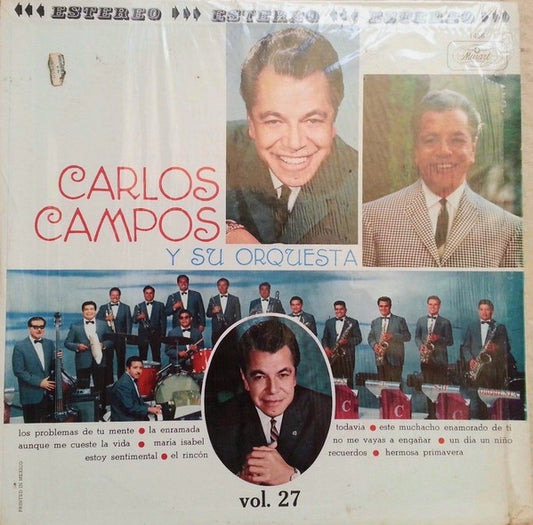 ESTEREO ESTEREO ESTEREO
Musart
CARLOS
CAMPOS
Y SU ORQUESTA
C C
los problemas de tu mente ● la enramada
aunque me cueste la vida ● maria isabel
estoy sentimental ● el rincón
todavia ● este muchacho enamorado de ti
no me vayas a engañar ● un dia un niño
recuerdos ● hermosa primavera
vol. 27
PRINTED IN MEXICO